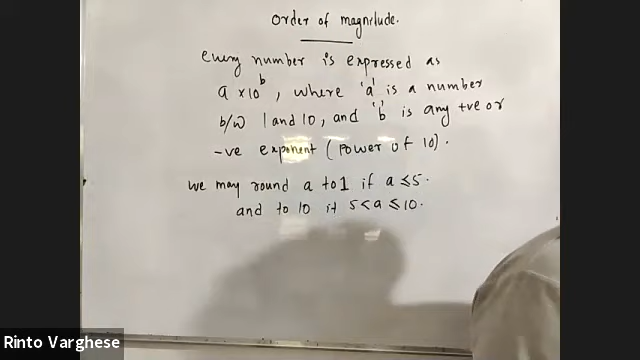 Order of magnitude.
every number is expressed as
a × 10^b, where 'a' is a number
b/w 1 and 10, and 'b' is any +ve or
-ve exponent (power of 10).
we may round a to 1 if a ≤ 5.
and to 10 if 5 < a ≤ 10.
Rinto Varghese